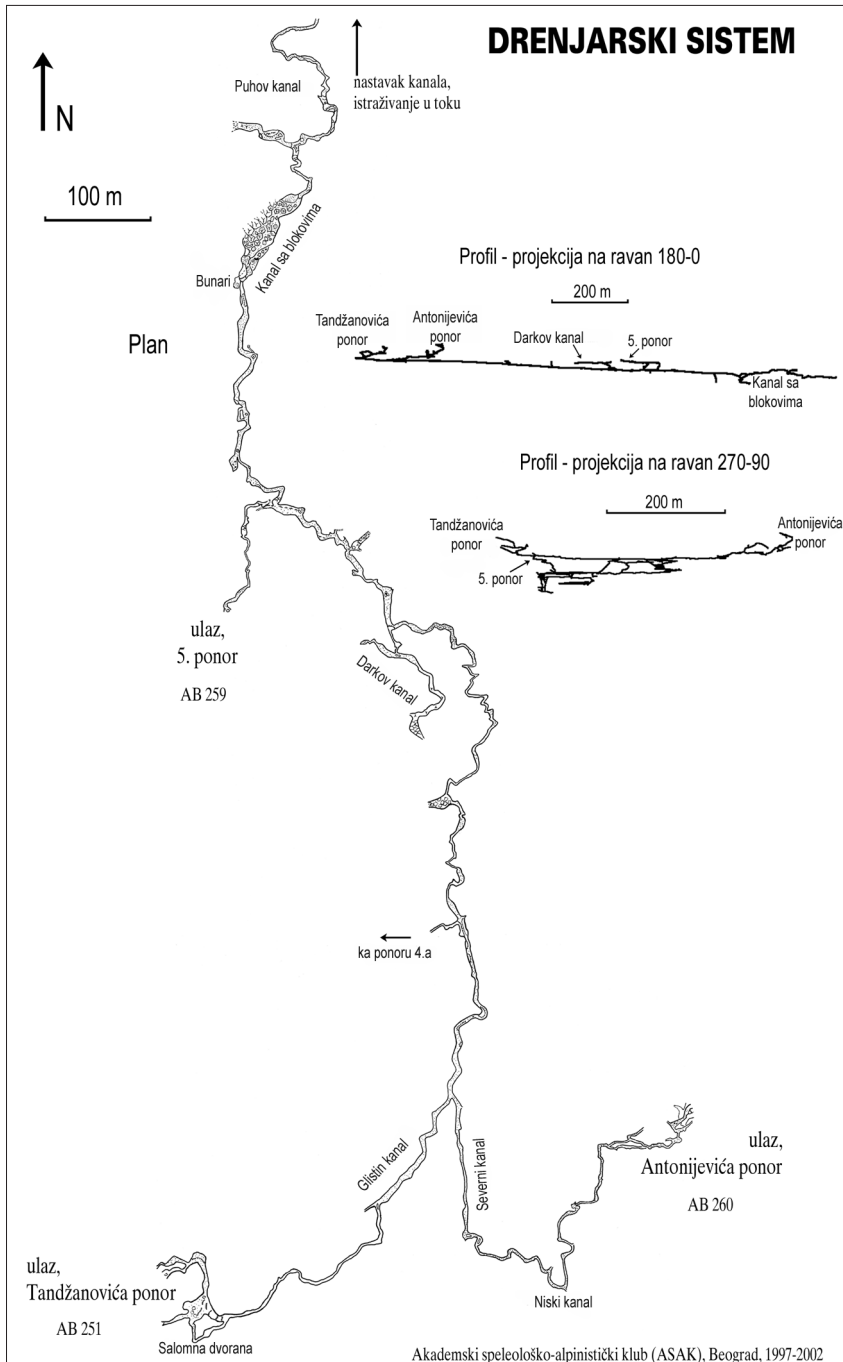 DRENJARSKI SISTEM
Puhov kanal
nastavak kanala,
istraživanje u toku
N
100 m
Kanal sa blokovima
Bunari
Plan
Profil - projekcija na ravan 180-0
200 m
Tandžanovića
ponor
Antonijevića
ponor
Darkov kanal
5. ponor
Kanal sa
blokovima
Profil - projekcija na ravan 270-90
200 m
Tandžanovića
ponor
Antonijevića
ponor
5. ponor
ulaz,
5. ponor
AB 259
Darkov kanal
ka ponoru 4.a
Glistin kanal
Severni kanal
ulaz,
Antonijevića ponor
AB 260
Niski kanal
ulaz,
Tandžanovića ponor
AB 251
Salomna dvorana
Akademski speleološko-alpinistički klub (ASAK), Beograd, 1997-2002